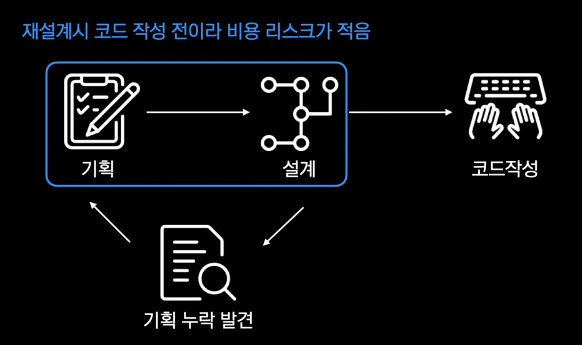 재설계시 코드 작성 전이라 비용 리스크가 적음
기획
설계
코드작성
기획 누락 발견